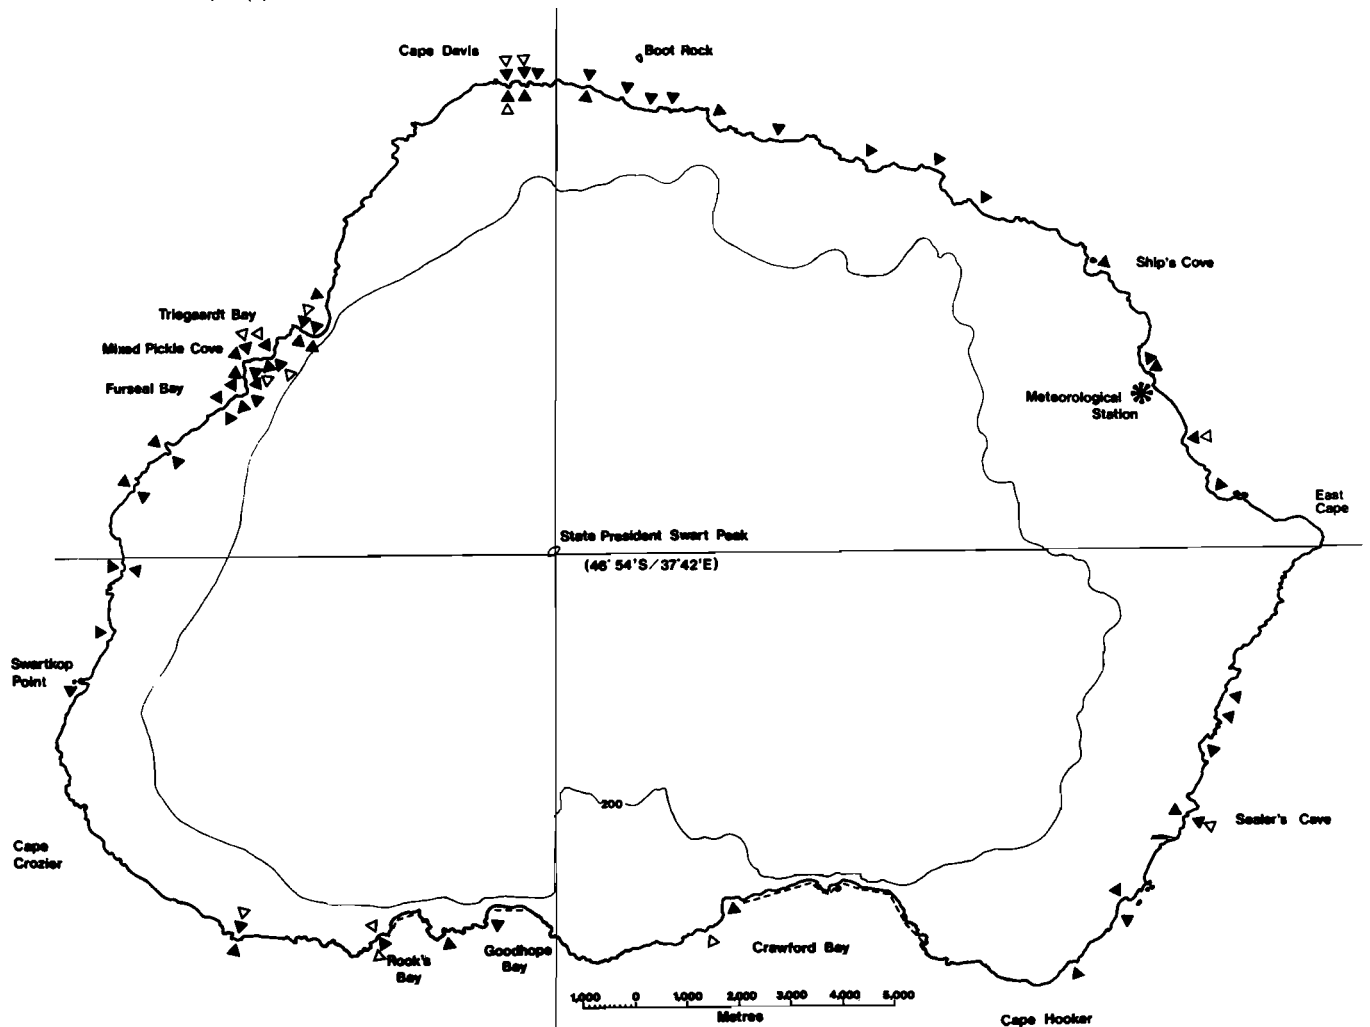 Cape Davis
Boot Rock
Ship's Cove
Triegaardt Bay
Mixed Pickle Cove
Furseal Bay
Meteorological
Station
East
Cape
State President Swart Peak
(46° 54'S/37°42'E)
Swartkop
Point
200
Sealer's Cave
Cape
Crozier
Rook's
Bay
Goodhope
Bay
Crawford Bay
1,000 0 1,000 2,000 3,000 4,000 5,000
Metres
Cape Hooker